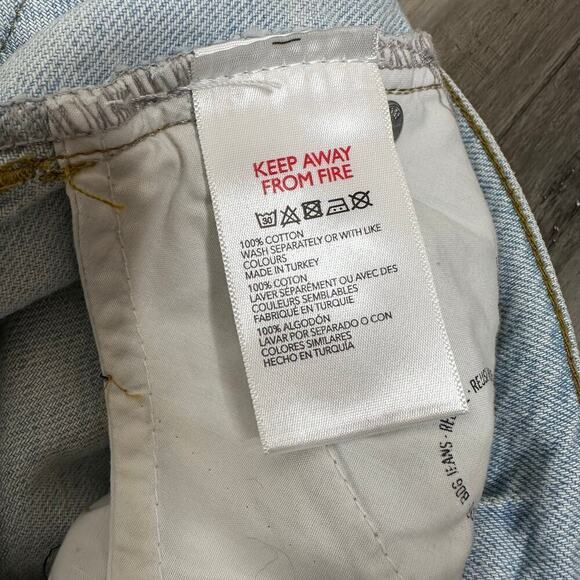 KEEP AWAY
FROM FIRE
30
100% COTTON
WASH SEPARATELY OR WITH LIKE
COLOURS
MADE IN TURKEY
100% COTON
LAVER SÉPARÉMENT OU AVEC DES
COULEURS SEMBLABLES
FABRIQUÉ EN TURQUIE
100% ALGODÓN
LAVAR POR SEPARADO O CON
COLORES SIMILARES
HECHO EN TURQUÍA
JEANS